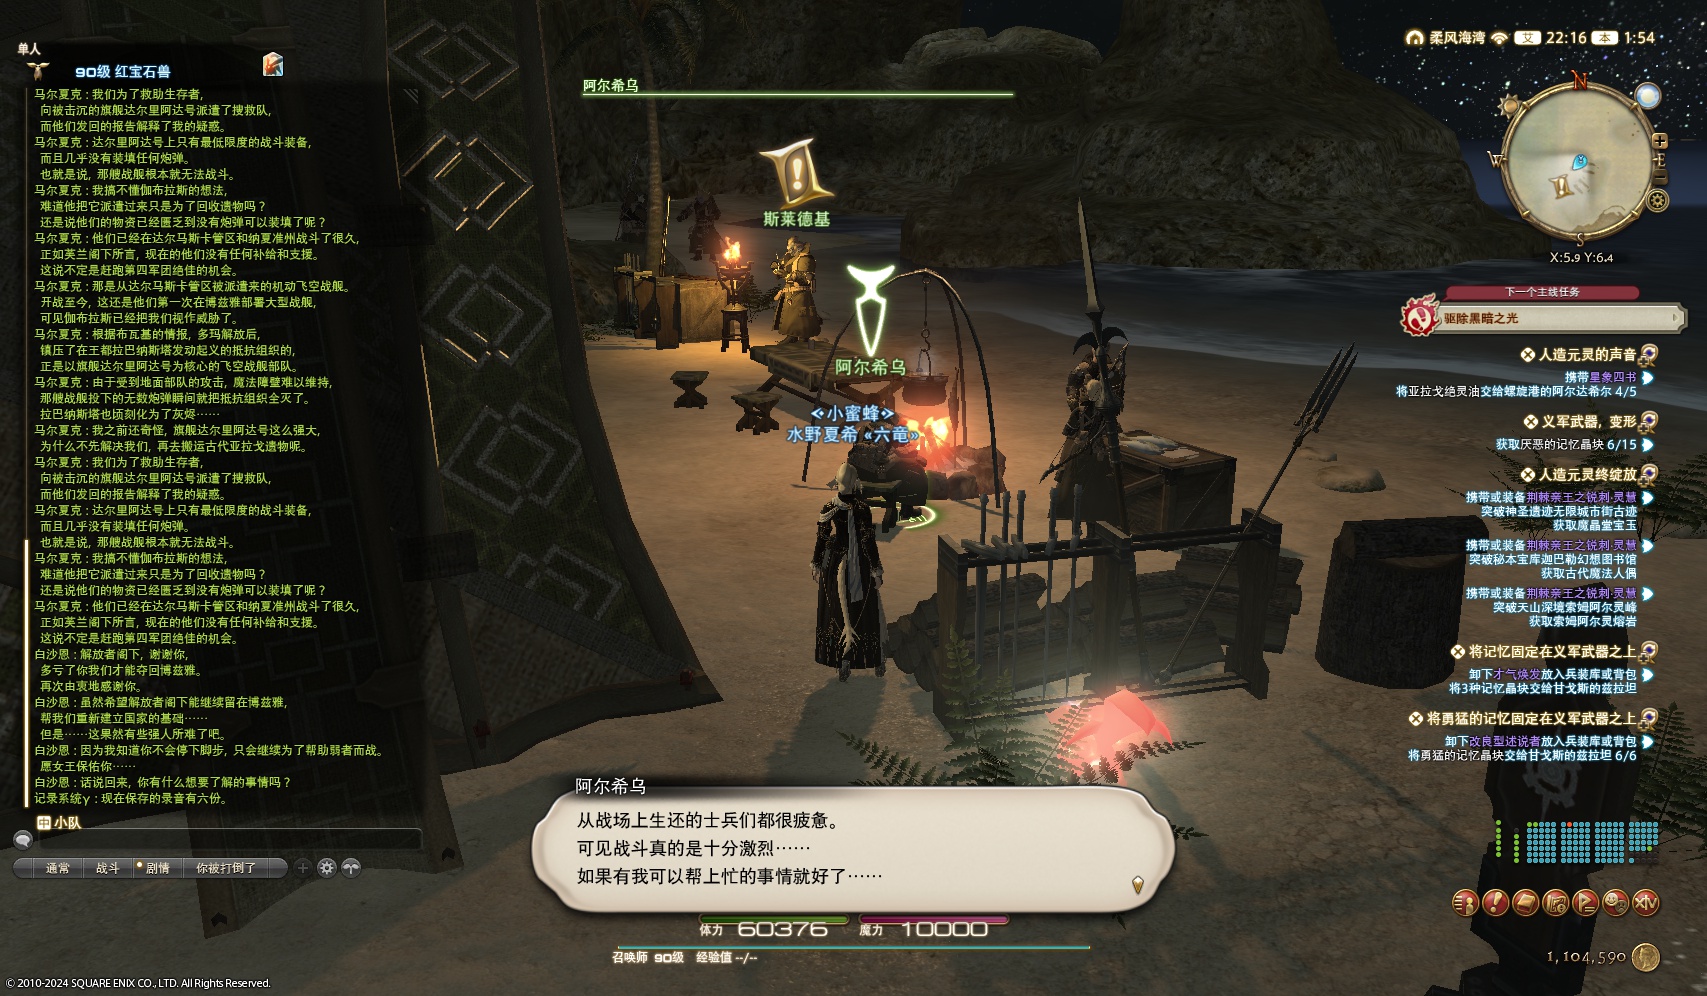 单人
90级 红宝石兽
马尔夏克：我们为了救助生存者，
向被击沉的旗舰达尔里阿达号派遣了搜救队，
而他们发回的报告解释了我的疑惑。
马尔夏克：达尔里阿达号上只有最低限度的战斗装备，
而且几乎没有装填任何炮弹。
也就是说，那艘战舰根本就无法战斗。
马尔夏克：我搞不懂伽布拉斯的想法，
难道他把它派遣过来只是为了回收遗物吗？
还是说他们的物资已经匮乏到没有炮弹可以装填了呢？
马尔夏克：他们已经在达尔马斯卡管区和纳夏准州战斗了很久，
正如芙兰阁下所言，现在的他们没有任何补给和支援。
这说不定是赶跑第四军团绝佳的机会。
马尔夏克：那是从达尔马斯卡管区被派遣来的机动飞空战舰。
开战至今，这还是他们第一次在博兹雅部署大型战舰，
可见伽布拉斯已经把我们视作威胁了。
马尔夏克：根据布瓦基的情报，多玛解放后，
镇压了在王都拉巴纳斯塔发动起义的抵抗组织的，
正是以旗舰达尔里阿达号为核心的飞空战舰部队。
马尔夏克：由于受到地面部队的攻击，魔法障壁难以维持，
那艘战舰投下的无数炮弹瞬间就把抵抗组织全灭了。
拉巴纳斯塔也顷刻化为了灰烬……
马尔夏克：我之前还奇怪，旗舰达尔里阿达号这么强大，
为什么不先解决我们，再去搬运古代亚拉戈遗物呢。
马尔夏克：我们为了救助生存者，
向被击沉的旗舰达尔里阿达号派遣了搜救队，
而他们发回的报告解释了我的疑惑。
马尔夏克：达尔里阿达号上只有最低限度的战斗装备，
而且几乎没有装填任何炮弹。
也就是说，那艘战舰根本就无法战斗。
马尔夏克：我搞不懂伽布拉斯的想法，
难道他把它派遣过来只是为了回收遗物吗？
还是说他们的物资已经匮乏到没有炮弹可以装填了呢？
马尔夏克：他们已经在达尔马斯卡管区和纳夏准州战斗了很久，
正如芙兰阁下所言，现在的他们没有任何补给和支援。
这说不定是赶跑第四军团绝佳的机会。
白沙恩：解放者阁下，谢谢你，
多亏了你我们才能夺回博兹雅。
再次由衷地感谢你。
白沙恩：虽然希望解放者阁下能继续留在博兹雅，
帮我们重新建立国家的基础……
但是……这果然有些强人所难了吧。
白沙恩：因为我知道你不会停下脚步，只会继续为了帮助弱者而战。
愿女王保佑你……
白沙恩：话说回来，你有什么想要了解的事情吗？
记录系统γ：现在保存的录音有六份。
小队
通常 战斗 剧情 你被打倒了
阿尔希乌
斯莱德基
阿尔希乌
«小蜜蜂»
水野夏希 «六竜»
柔风海湾 艾 22:16 本 1:54
N
W
E
S
X:5.9 Y:6.4
下一个主线任务
驱除黑暗之光
人造元灵的声音
携带星象四书
将亚拉戈绝灵油交给螺旋港的阿尔达希尔 4/5
义军武器，变形
获取厌恶的记忆晶块 6/15
人造元灵终绽放
携带或装备荆棘亲王之锐刺·灵慧
突破神圣遗迹无限城市街古迹
获取魔晶堂宝玉
携带或装备荆棘亲王之锐刺·灵慧
突破秘本宝库迦巴勒幻想图书馆
获取古代魔法人偶
携带或装备荆棘亲王之锐刺·灵慧
突破天山深境索姆阿尔灵峰
获取索姆阿尔灵熔岩
将记忆固定在义军武器之上
卸下才气焕发放入兵装库或背包
将3种记忆晶块交给甘戈斯的兹拉坦
将勇猛的记忆固定在义军武器之上
卸下改良型述说者放入兵装库或背包
将勇猛的记忆晶块交给甘戈斯的兹拉坦 6/6
阿尔希乌
从战场上生还的士兵们都很疲惫。
可见战斗真的是十分激烈……
如果有我可以帮上忙的事情就好了……
体力 60376 魔力 10000
召唤师 90级 经验值 --/--
XIV
1,104,590
© 2010-2024 SQUARE ENIX CO., LTD. All Rights Reserved.